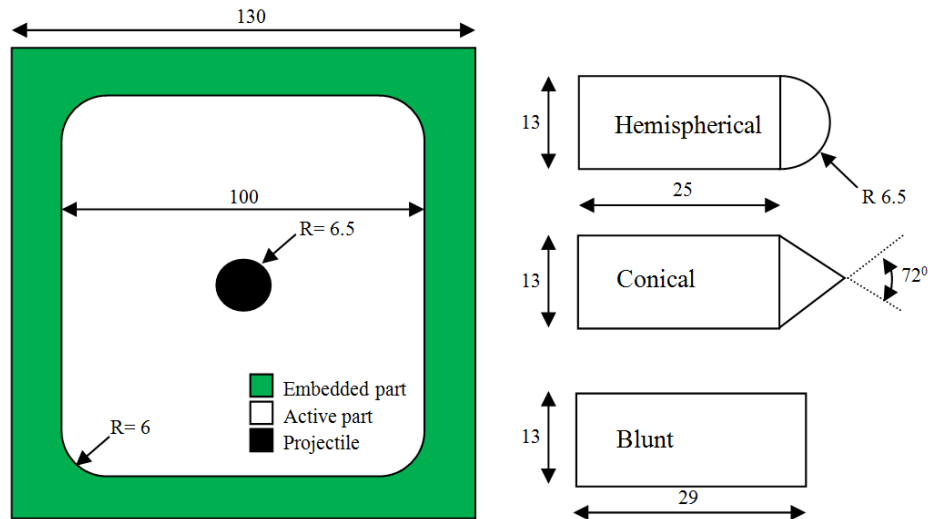 130
100
R= 6.5
Embedded part
Active part
Projectile
R= 6
13
Hemispherical
R 6.5
25
13
Conical
72⁰
13
Blunt
29